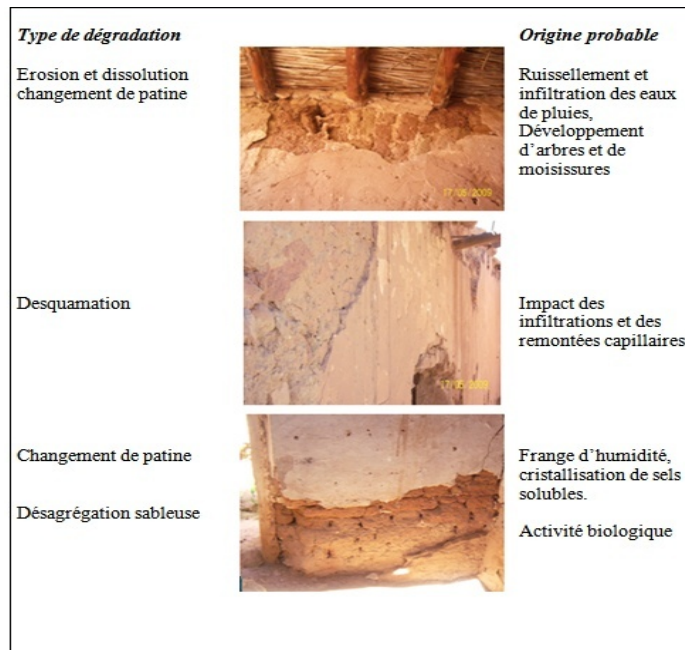 Type de dégradation
Origine probable
Erosion et dissolution
changement de patine
Ruissellement et
infiltration des eaux
de pluies,
Développement
d’arbres et de
moisissures
17/05/2009
Desquamation
Impact des
infiltrations et des
remontées capillaires
17/05/2009
Changement de patine
Désagrégation sableuse
Frange d’humidité,
cristallisation de sels
solubles.
Activité biologique